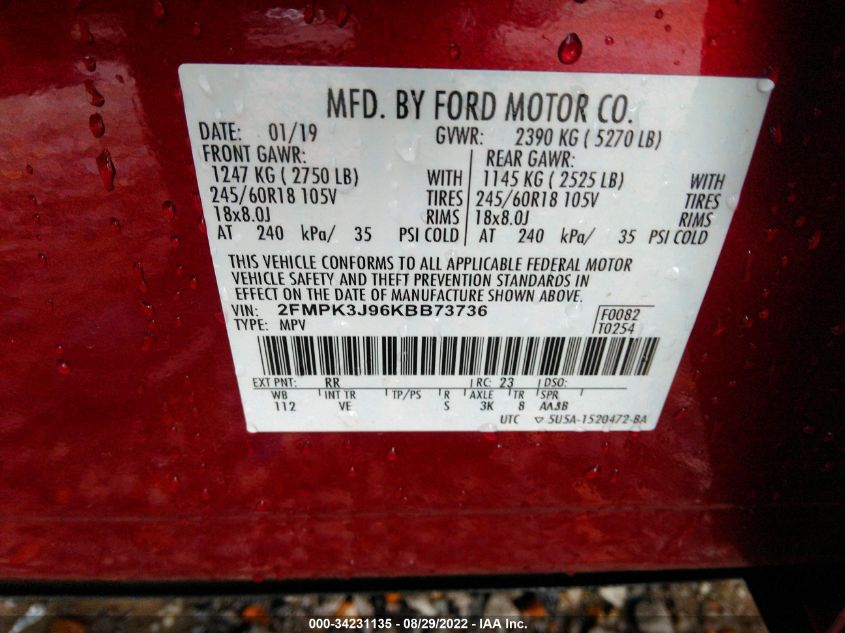 MFD. BY FORD MOTOR CO.
DATE: 01/19 GVWR: 2390 KG ( 5270 LB)
FRONT GAWR: REAR GAWR:
1247 KG ( 2750 LB) WITH 1145 KG ( 2525 LB) WITH
245/60R18 105V TIRES 245/60R18 105V TIRES
18x8.0J RIMS 18x8.0J RIMS
AT 240 kPa/ 35 PSI COLD AT 240 kPa/ 35 PSI COLD
THIS VEHICLE CONFORMS TO ALL APPLICABLE FEDERAL MOTOR
VEHICLE SAFETY AND THEFT PREVENTION STANDARDS IN
EFFECT ON THE DATE OF MANUFACTURE SHOWN ABOVE.
VIN: 2FMPK3J96KBB73736 F0082
TYPE: MPV T0254
EXT PNT: RR RC: 23 DSO:
WB INT TR TP/PS R AXLE TR SPR
112 VE S 3K 8 AA3B
UTC 5U5A-1520472-BA
000-34231135 - 08/29/2022 - IAA Inc.